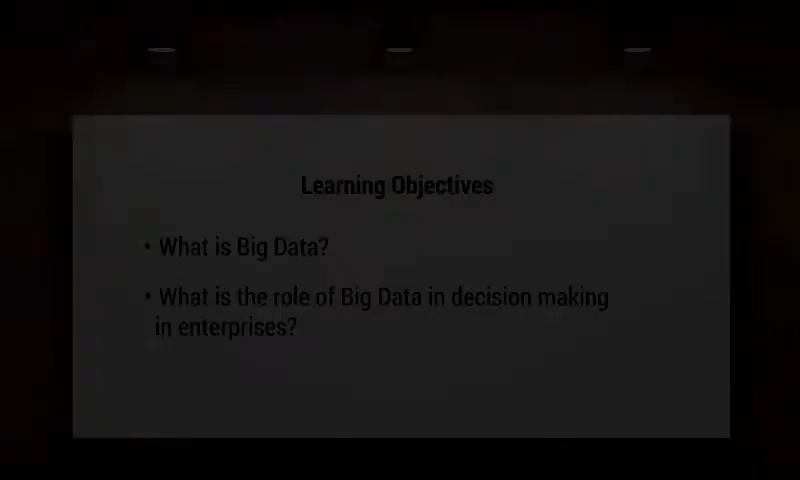 Learning Objectives
• What is Big Data?
• What is the role of Big Data in decision making
in enterprises?